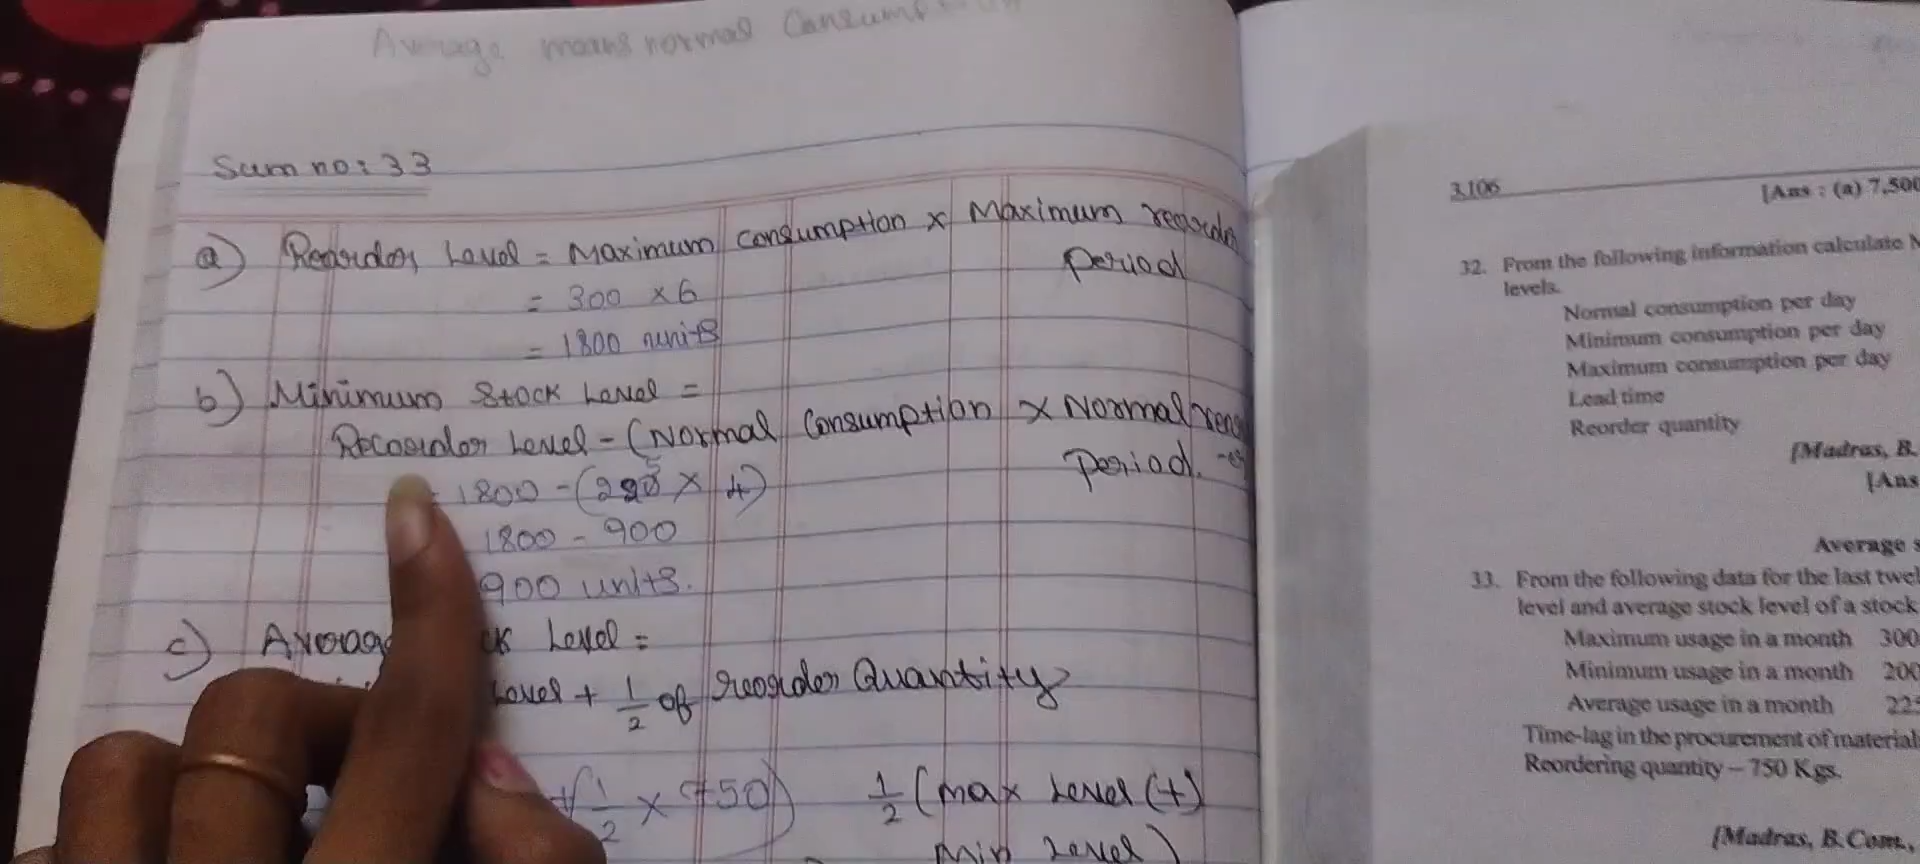 Average means normal Consumption
Sum no: 33
a) Reorder Level = Maximum consumption × Maximum reorder
Period
= 300 × 6
= 1800 units
b) Minimum Stock Level =
Recorder Level - (Normal Consumption × Normal
Period.
= 1800 - (225 × 4)
1800 - 900
900 units.
c) Level =
Level + 1/2 of reorder Quantity
+(1/2 × 750) 1/2 (Max Level (+)
Min Level)
3.106
[Ans : (a) 7,500
32. From the following information calculate
levels.
Normal consumption per day
Minimum consumption per day
Maximum consumption per day
Lead time
Reorder quantity
[Madras, B.
[Ans
Average
33. From the following data for the last
level and average stock level of a stock
Maximum usage in a month 300
Minimum usage in a month 200
Average usage in a month 225
Time-lag in the procurement of material
Reordering quantity – 750 Kgs.
[Madras, B.Com.,